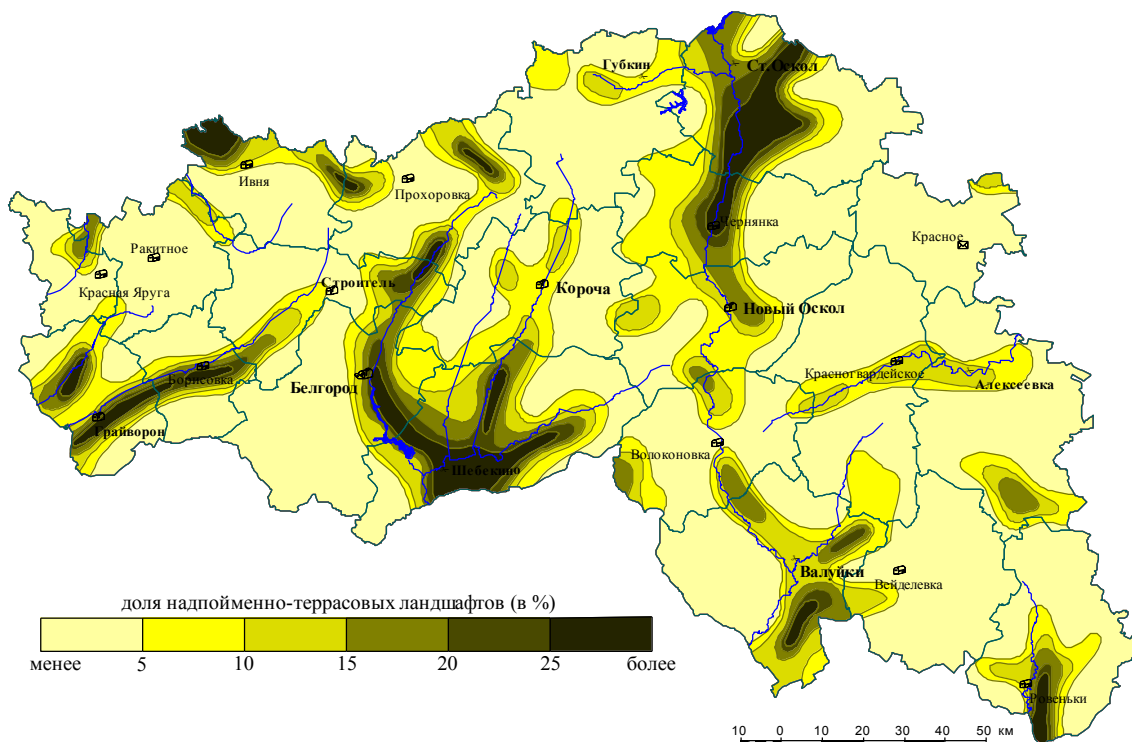 Губкин
Ст.Оскол
Ивня
Прохоровка
Чернянка
Красное
Ракитное
Красная Яруга
Строитель
Короча
Новый Оскол
Белгород
Борисовка
Красногвардейское
Алексеевка
Грайворон
Шебекино
Волоконовка
Валуйки
Вейделевка
Ровеньки
доля надпойменно-террасовых ландшафтов (в %)
менее 5 10 15 20 25 более
10 0 10 20 30 40 50 км